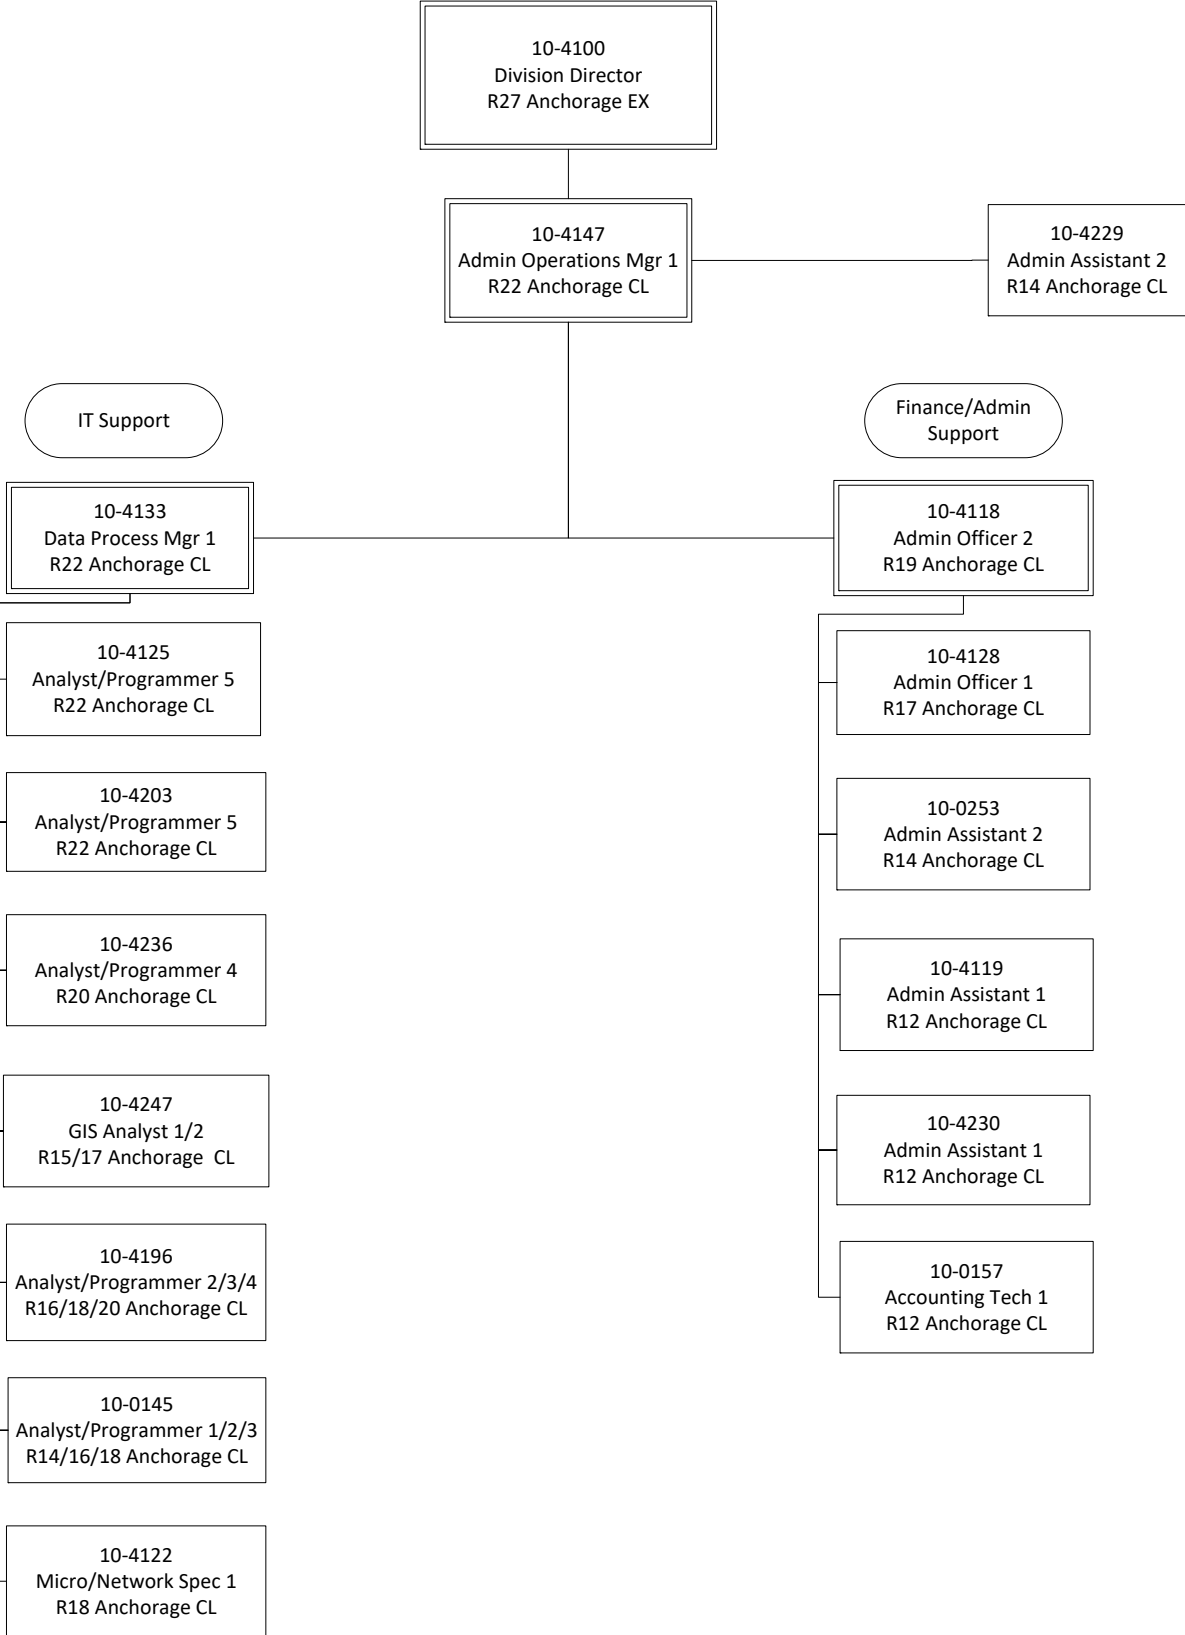 10-4100
Division Director
R27 Anchorage EX
10-4147
Admin Operations Mgr 1
R22 Anchorage CL
10-4229
Admin Assistant 2
R14 Anchorage CL
IT Support
Finance/Admin
Support
10-4133
Data Process Mgr 1
R22 Anchorage CL
10-4125
Analyst/Programmer 5
R22 Anchorage CL
10-4203
Analyst/Programmer 5
R22 Anchorage CL
10-4236
Analyst/Programmer 4
R20 Anchorage CL
10-4247
GIS Analyst 1/2
R15/17 Anchorage  CL
10-4196
Analyst/Programmer 2/3/4
R16/18/20 Anchorage CL
10-0145
Analyst/Programmer 1/2/3
R14/16/18 Anchorage CL
10-4122
Micro/Network Spec 1
R18 Anchorage CL
10-4118
Admin Officer 2
R19 Anchorage CL
10-4128
Admin Officer 1
R17 Anchorage CL
10-0253
Admin Assistant 2
R14 Anchorage CL
10-4119
Admin Assistant 1
R12 Anchorage CL
10-4230
Admin Assistant 1
R12 Anchorage CL
10-0157
Accounting Tech 1
R12 Anchorage CL